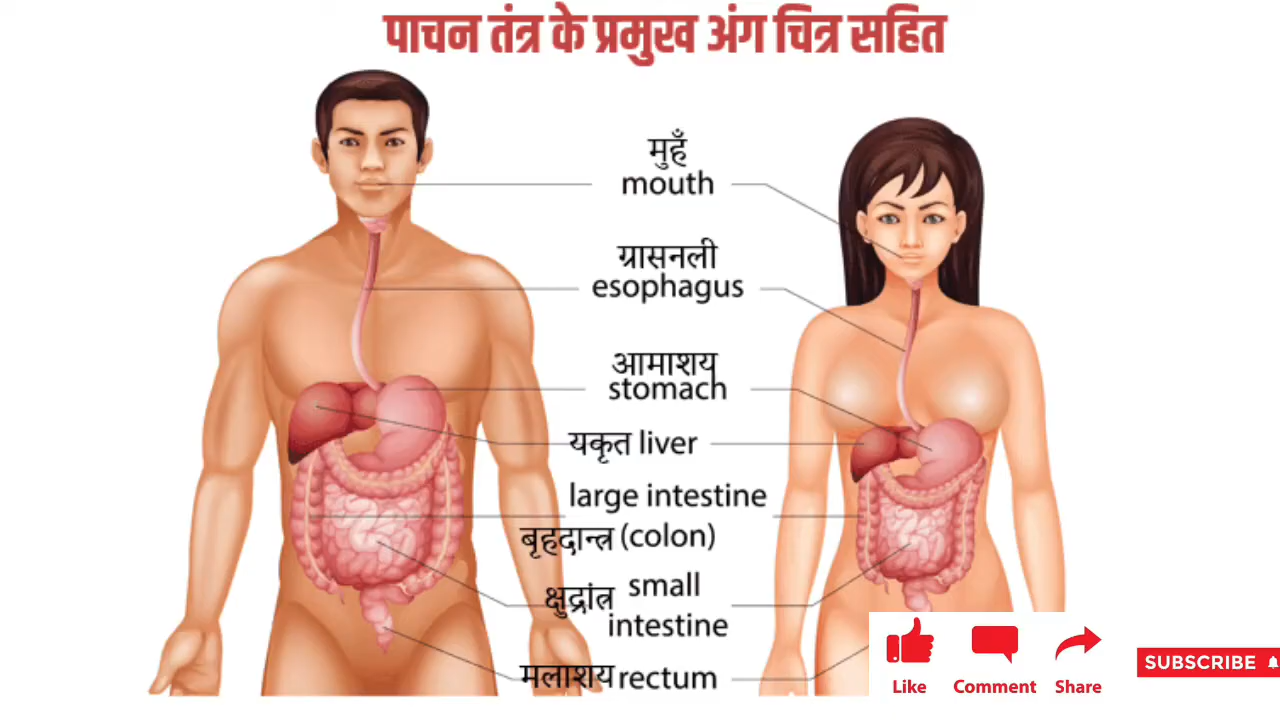 पाचन तंत्र के प्रमुख अंग चित्र सहित
मुहँ
mouth
ग्रासनली
esophagus
आमाशय
stomach
यकृत liver
large intestine
बृहदान्त्र (colon)
क्षुद्रांत्र small
intestine
मलाशय rectum
Like Comment Share
SUBSCRIBE